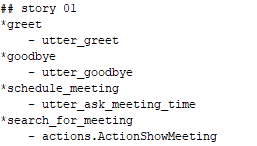 ## story 01
*greet
    - utter_greet
*goodbye
    - utter_goodbye
*schedule_meeting
    - utter_ask_meeting_time
*search_for_meeting
    - actions.ActionShowMeeting